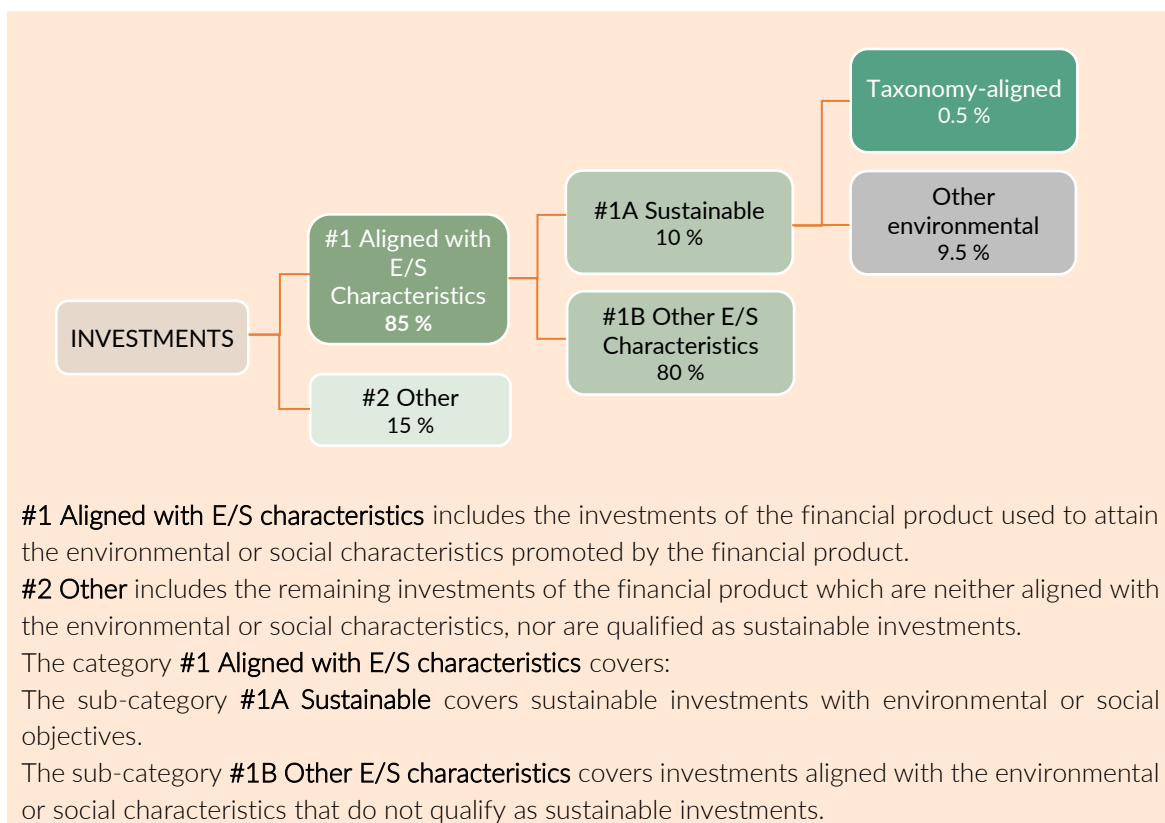 Taxonomy-aligned
0.5 %
Other
environmental
9.5 %
#1A Sustainable
10 %
#1 Aligned with
E/S
Characteristics
85 %
#1B Other E/S
Characteristics
80 %
INVESTMENTS
#2 Other
15 %
#1 Aligned with E/S characteristics includes the investments of the financial product used to attain
the environmental or social characteristics promoted by the financial product.
#2 Other includes the remaining investments of the financial product which are neither aligned with
the environmental or social characteristics, nor are qualified as sustainable investments.
The category #1 Aligned with E/S characteristics covers:
The sub-category #1A Sustainable covers sustainable investments with environmental or social
objectives.
The sub-category #1B Other E/S characteristics covers investments aligned with the environmental
or social characteristics that do not qualify as sustainable investments.